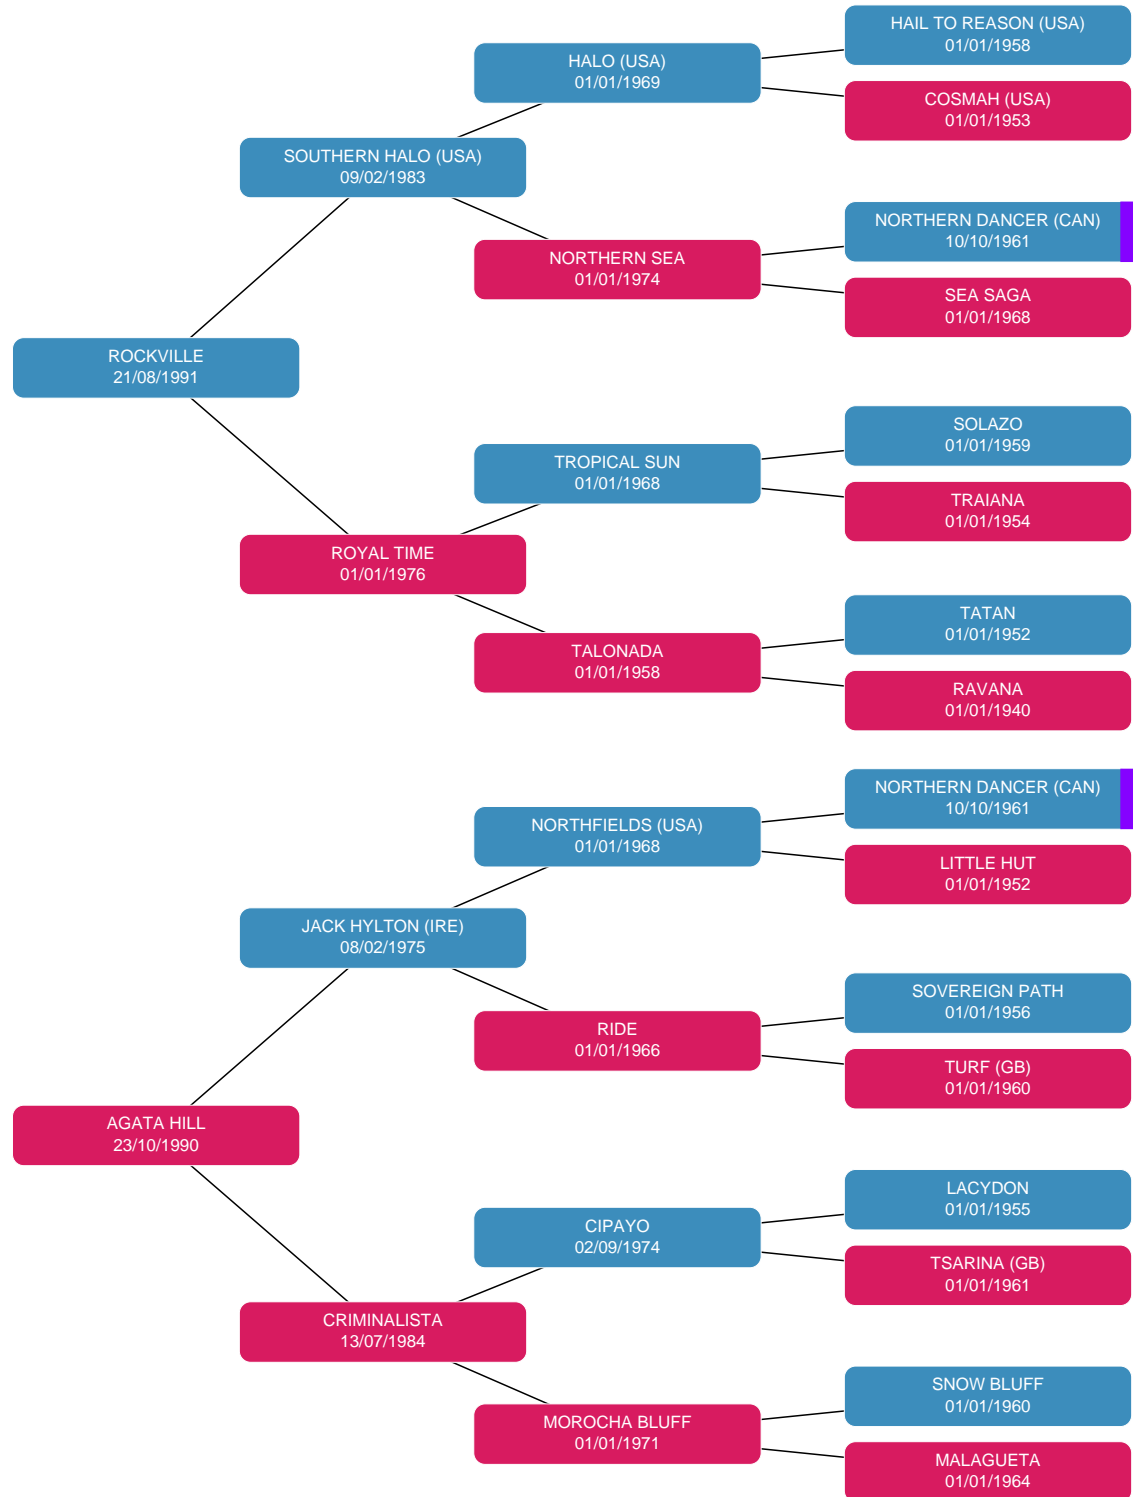 HAIL TO REASON (USA)
01/01/1958
HALO (USA)
01/01/1969
COSMAH (USA)
01/01/1953
SOUTHERN HALO (USA)
09/02/1983
NORTHERN DANCER (CAN)
10/10/1961
NORTHERN SEA
01/01/1974
SEA SAGA
01/01/1968
ROCKVILLE
21/08/1991
SOLAZO
01/01/1959
TROPICAL SUN
01/01/1968
TRAIANA
01/01/1954
ROYAL TIME
01/01/1976
TATAN
01/01/1952
TALONADA
01/01/1958
RAVANA
01/01/1940
NORTHERN DANCER (CAN)
10/10/1961
NORTHFIELDS (USA)
01/01/1968
LITTLE HUT
01/01/1952
JACK HYLTON (IRE)
08/02/1975
SOVEREIGN PATH
01/01/1956
RIDE
01/01/1966
TURF (GB)
01/01/1960
AGATA HILL
23/10/1990
LACYDON
01/01/1955
CIPAYO
02/09/1974
TSARINA (GB)
01/01/1961
CRIMINALISTA
13/07/1984
SNOW BLUFF
01/01/1960
MOROCHA BLUFF
01/01/1971
MALAGUETA
01/01/1964